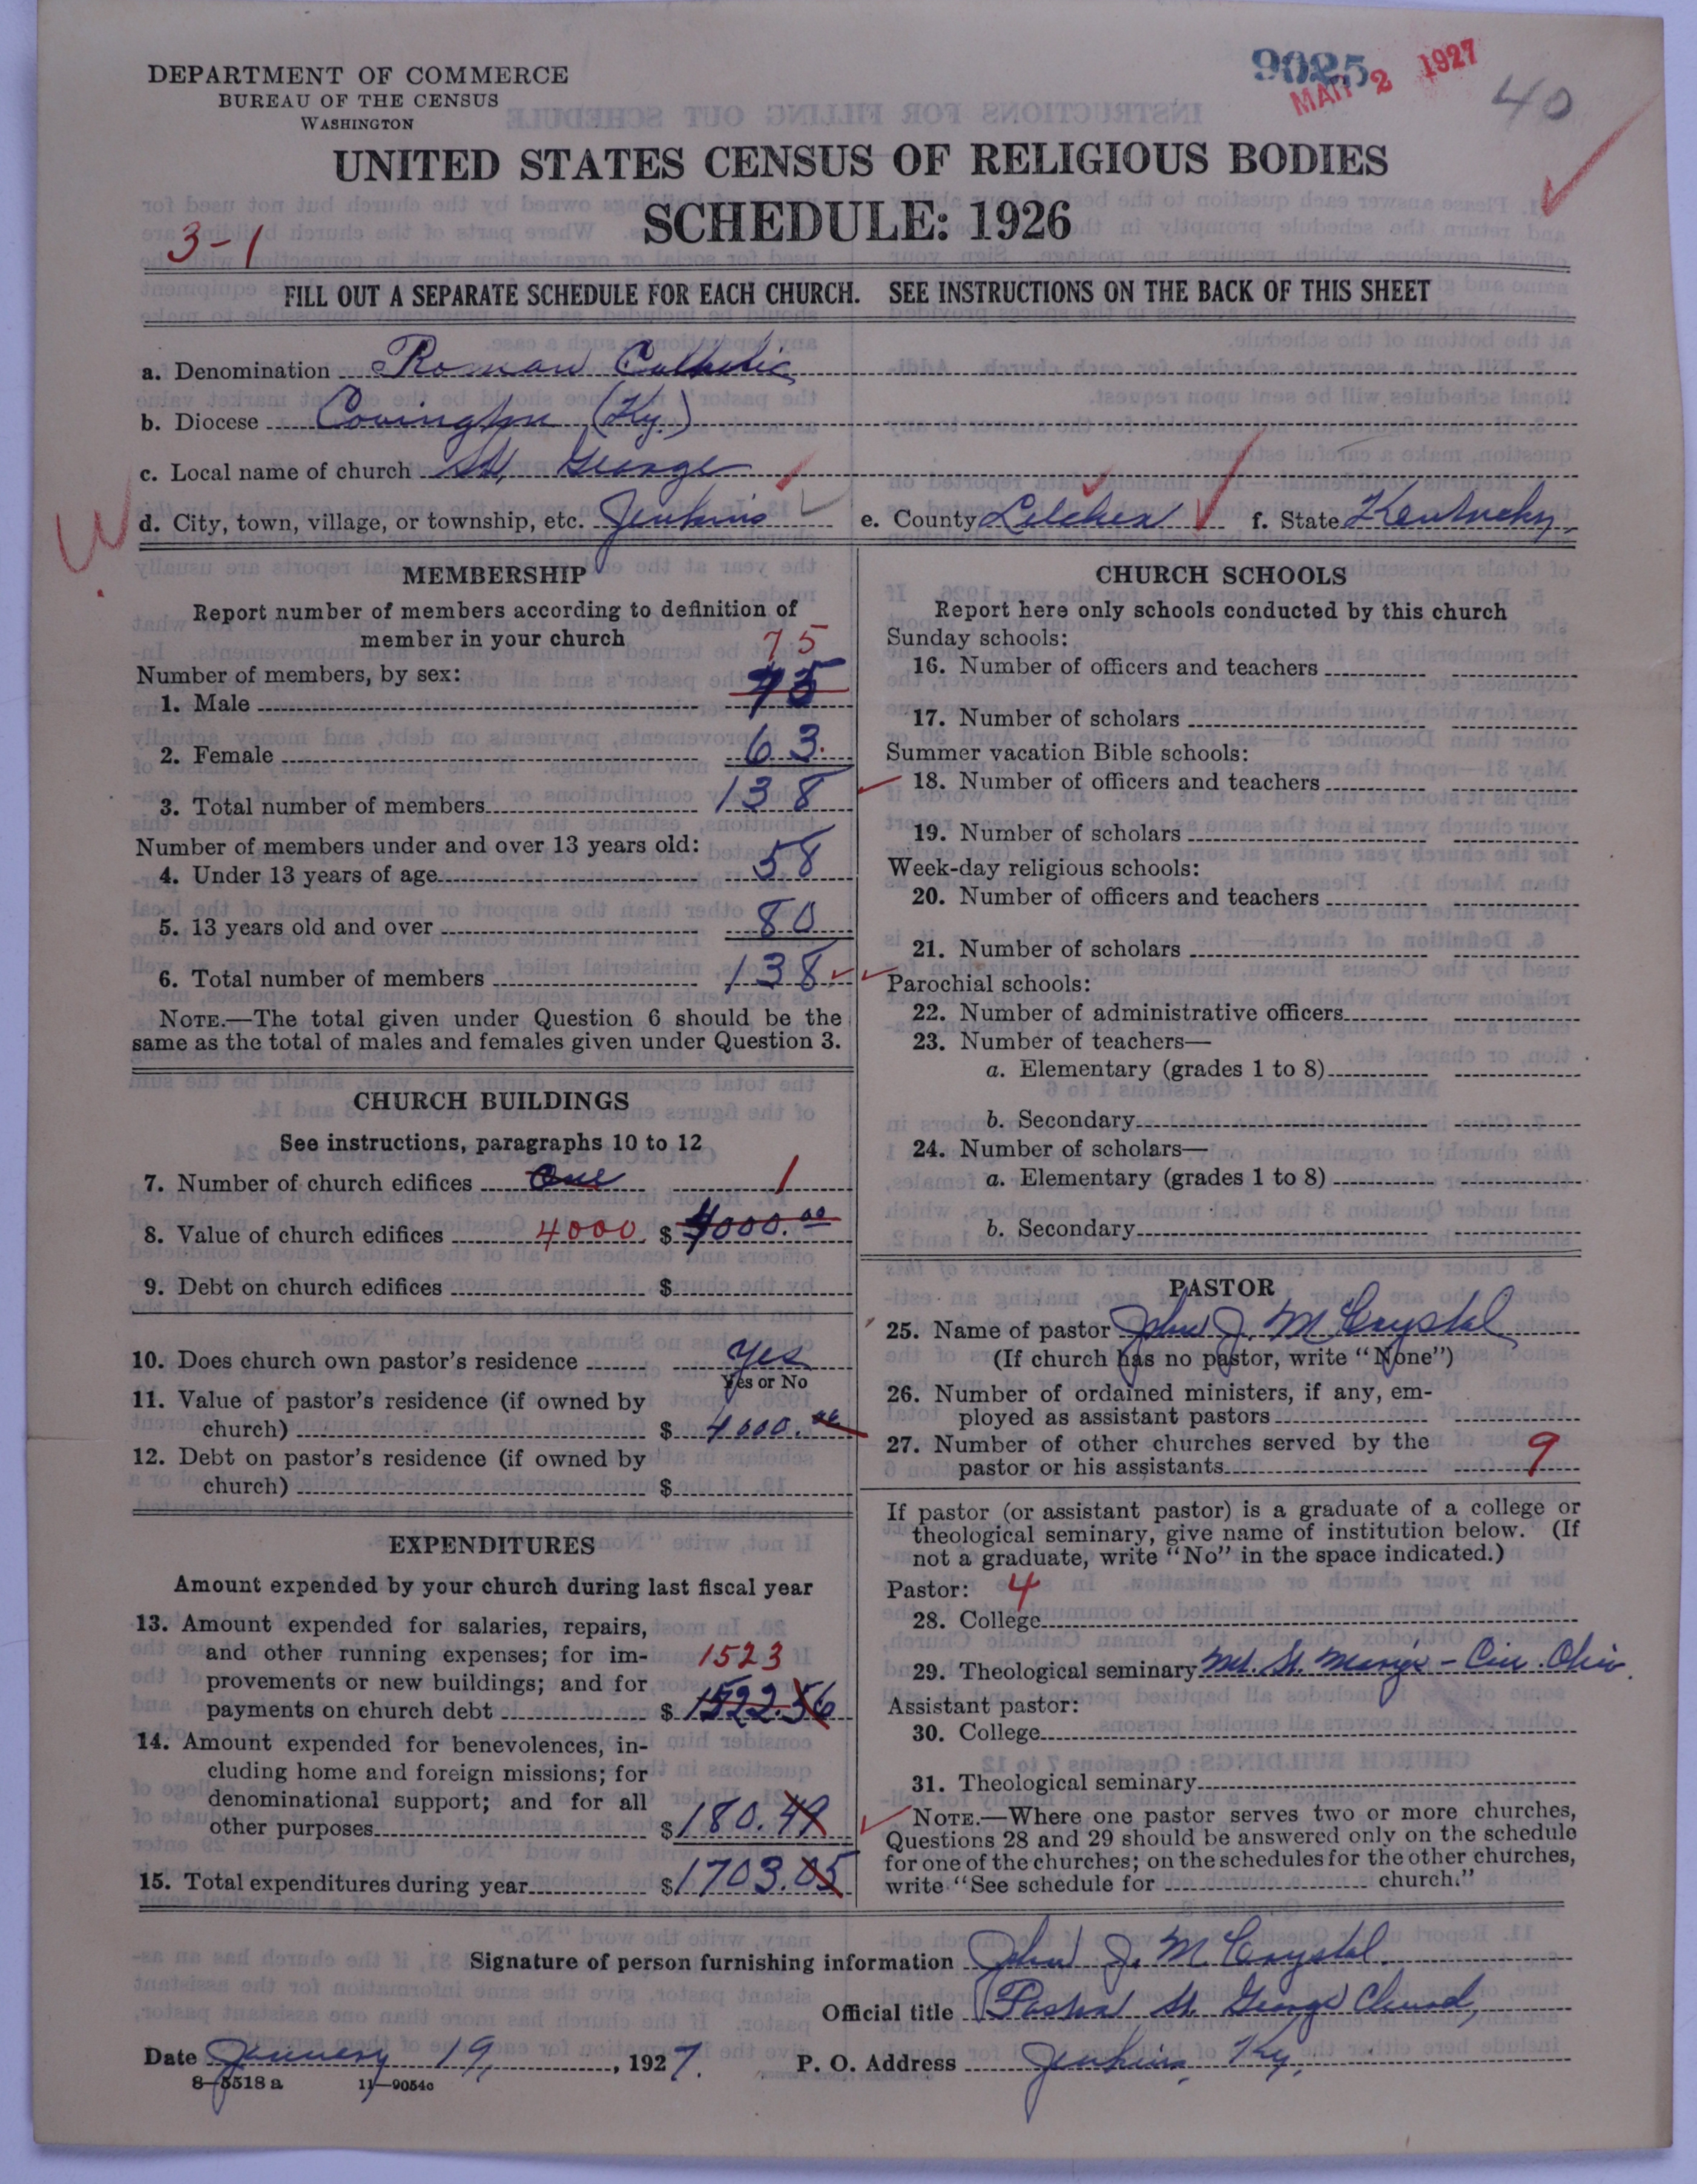 DEPARTMENT OF COMMERCE
BUREAU OF THE CENSUS
WASHINGTON
9025
MAR 2 1927
40
UNITED STATES CENSUS OF RELIGIOUS BODIES
SCHEDULE: 1926
3-1
FILL OUT A SEPARATE SCHEDULE FOR EACH CHURCH. SEE INSTRUCTIONS ON THE BACK OF THIS SHEET
a. Denomination Roman Catholic
b. Diocese Covington (Ky.)
c. Local name of church St. George
d. City, town, village, or township, etc. Jenkins e. County Letcher f. State Kentucky.
MEMBERSHIP
Report number of members according to definition of
member in your church
75
Number of members, by sex:
1. Male 75
2. Female 63.
3. Total number of members 138
Number of members under and over 13 years old:
4. Under 13 years of age 58
5. 13 years old and over 80
6. Total number of members 138
NOTE.—The total given under Question 6 should be the
same as the total of males and females given under Question 3.
CHURCH BUILDINGS
See instructions, paragraphs 10 to 12
7. Number of church edifices One 1
8. Value of church edifices 4000 $ 4000.00
9. Debt on church edifices $
10. Does church own pastor's residence Yes
Yes or No
11. Value of pastor's residence (if owned by
church) $ 4000.00
12. Debt on pastor's residence (if owned by
church) $
EXPENDITURES
Amount expended by your church during last fiscal year
13. Amount expended for salaries, repairs,
and other running expenses; for im- 1523
provements or new buildings; and for
payments on church debt $ 1522.56
14. Amount expended for benevolences, in-
cluding home and foreign missions; for
denominational support; and for all
other purposes $ 180.49
15. Total expenditures during year $ 1703.05
CHURCH SCHOOLS
Report here only schools conducted by this church
Sunday schools:
16. Number of officers and teachers
17. Number of scholars
Summer vacation Bible schools:
18. Number of officers and teachers
19. Number of scholars
Week-day religious schools:
20. Number of officers and teachers
21. Number of scholars
Parochial schools:
22. Number of administrative officers
23. Number of teachers—
a. Elementary (grades 1 to 8)
b. Secondary
24. Number of scholars—
a. Elementary (grades 1 to 8)
b. Secondary
PASTOR
25. Name of pastor John J. McCrystal
(If church has no pastor, write "None")
26. Number of ordained ministers, if any, em-
ployed as assistant pastors
27. Number of other churches served by the
pastor or his assistants 9
If pastor (or assistant pastor) is a graduate of a college or
theological seminary, give name of institution below. (If
not a graduate, write "No" in the space indicated.)
Pastor: 4
28. College
29. Theological seminary Mt. St. Mary's - Cin. Ohio.
Assistant pastor:
30. College
31. Theological seminary
NOTE.—Where one pastor serves two or more churches,
Questions 28 and 29 should be answered only on the schedule
for one of the churches; on the schedules for the other churches,
write "See schedule for church."
Signature of person furnishing information John J. McCrystal.
Official title Pastor St. George Church,
Date January 19, 1927. P. O. Address Jenkins, Ky.
8-5518 a 11-9054c